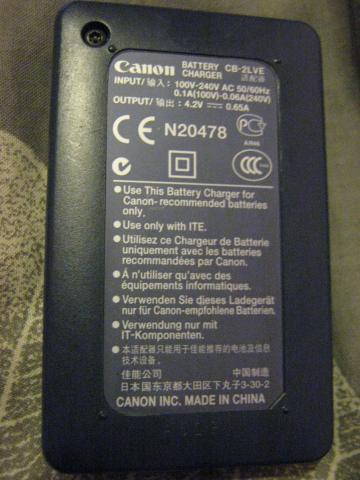 Canon BATTERY CHARGER CB-2LVE 适配器
INPUT/输入: 100V-240V AC 50/60Hz
0.1A(100V)-0.06A(240V)
OUTPUT/输出: 4.2V ⎓ 0.65A
CE N20478 PC
АЯ46
CCC
● Use This Battery Charger for
Canon-recommended batteries
only.
● Use only with ITE.
● Utilisez ce Chargeur de Batterie
uniquement avec les batteries
recommandées par Canon.
● Á n'utiliser qu'avec des
équipements informatiques.
● Verwenden Sie dieses Ladegerät
nur für Canon-empfohlene Batterien.
● Verwendung nur mit
IT-Komponenten.
● 本适配器只能用于佳能推荐的电池及信息
技术设备。
佳能公司 中国制造
日本国东京都大田区下丸子3-30-2
CANON INC. MADE IN CHINA